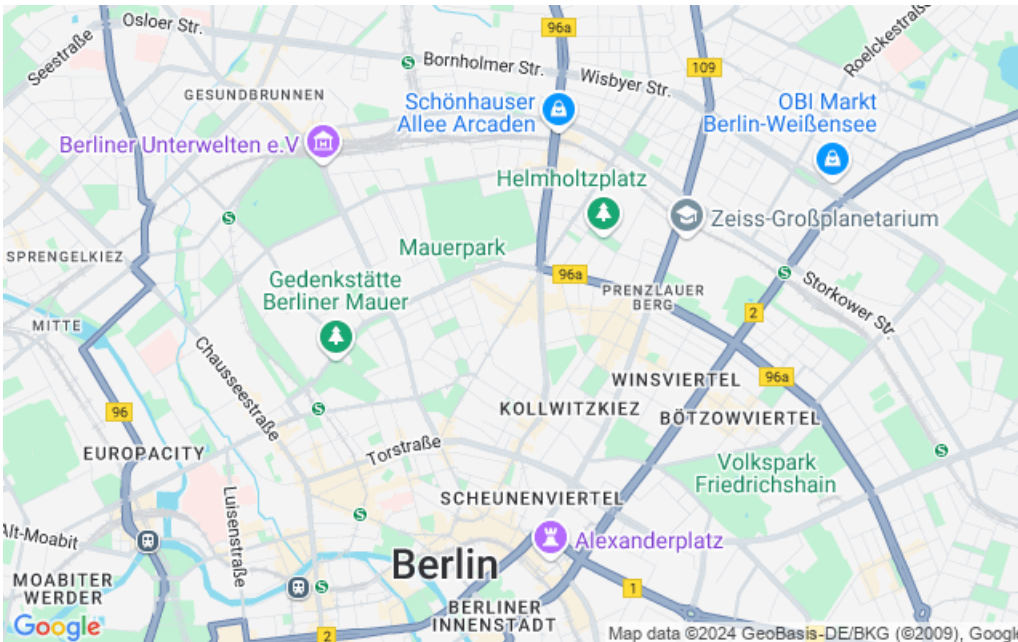 Osloer Str.
Seestraße
96a
Bornholmer Str.
Wisbyer Str.
109
Roelckestraße
GESUNDBRUNNEN
Schönhauser
Allee Arcaden
OBI Markt
Berlin-Weißensee
Berliner Unterwelten e.V
Helmholtzplatz
Zeiss-Großplanetarium
SPRENGELKIEZ
Mauerpark
96a
Gedenkstätte
Berliner Mauer
PRENZLAUER
BERG
Storkower Str.
MITTE
2
Chausseestraße
WINSVIERTEL
96a
96
KOLLWITZKIEZ
BÖTZOWVIERTEL
EUROPACITY
Torstraße
Volkspark
Friedrichshain
Luisenstraße
SCHEUNENVIERTEL
Alt-Moabit
Alexanderplatz
Berlin
MOABITER
WERDER
1
BERLINER
INNENSTADT
Google
2
Map data ©2024 GeoBasis-DE/BKG (©2009), Google